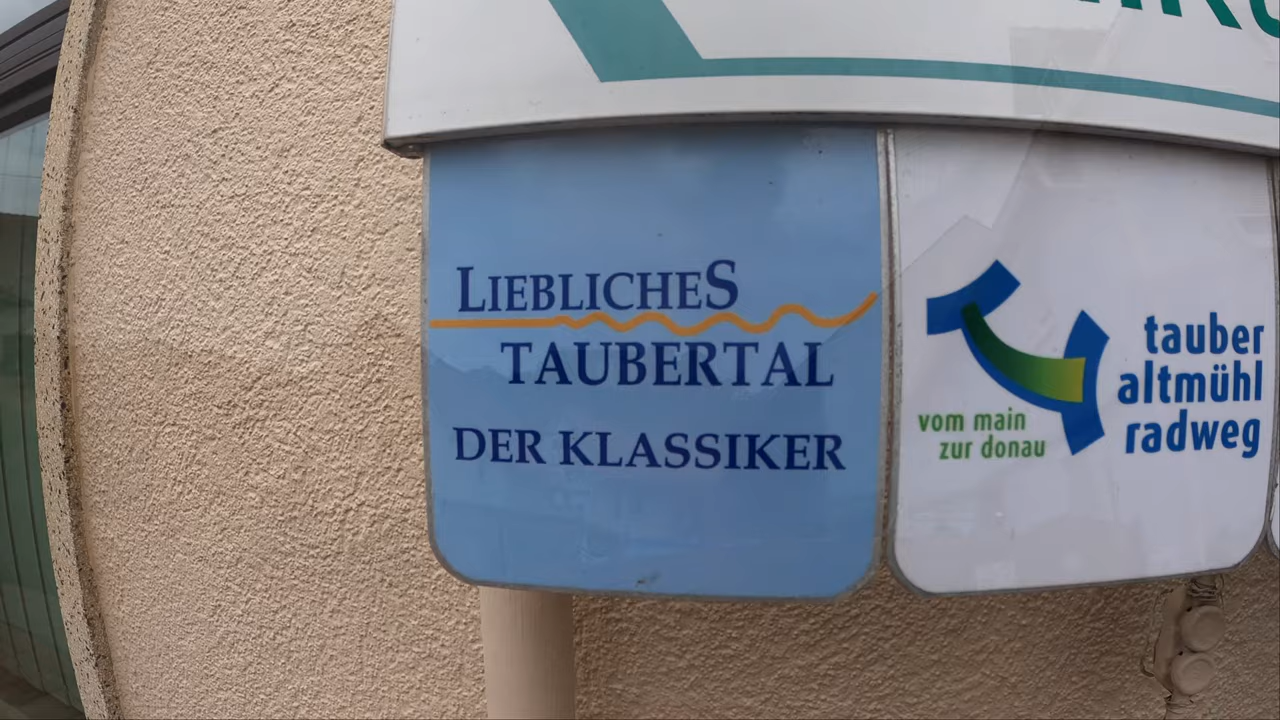 LIEBLICHES
TAUBERTAL
DER KLASSIKER
tauber
altmühl
radweg
vom main
zur donau